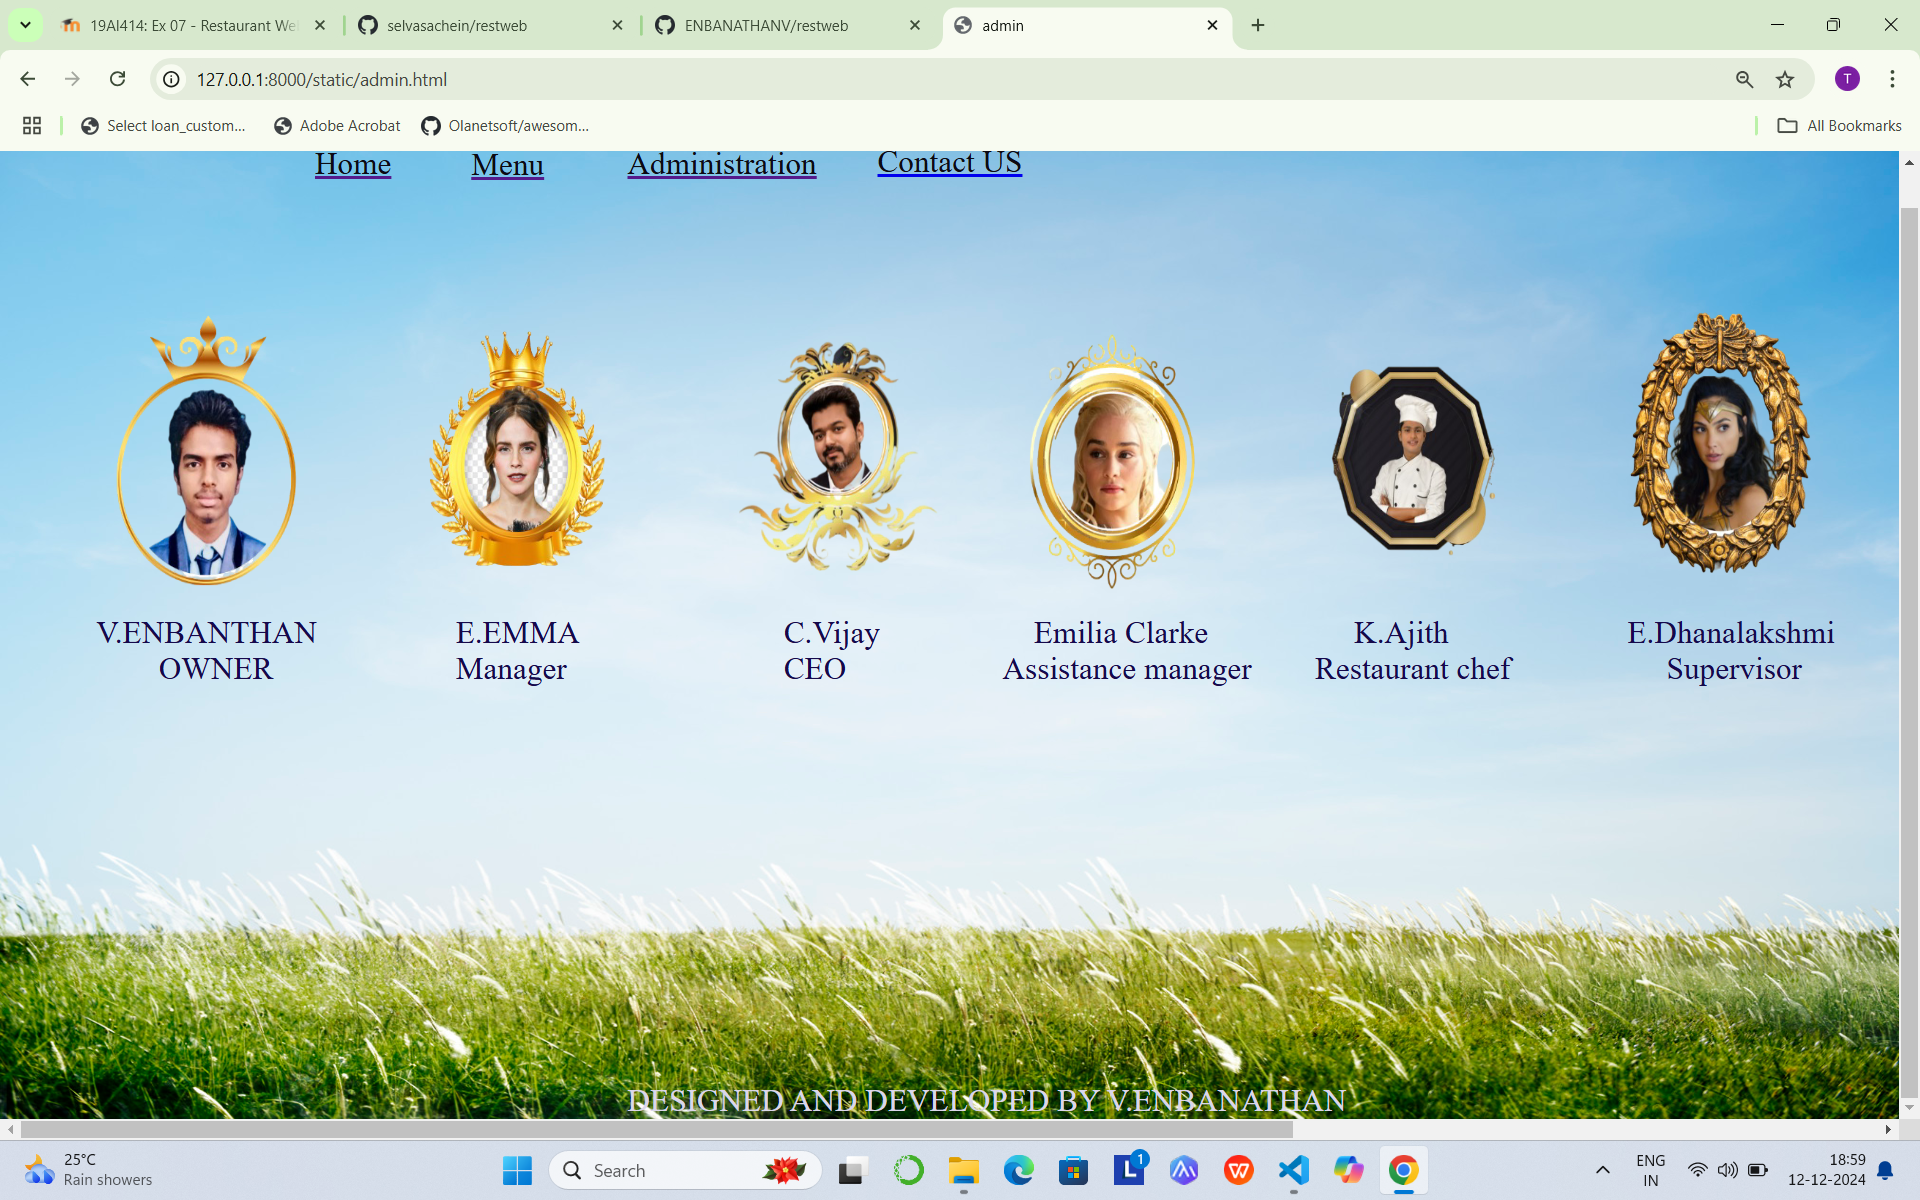 19AI414: Ex 07 - Restaurant We
selvasachein/restweb
ENBANATHANV/restweb
admin
127.0.0.1:8000/static/admin.html
T
Select loan_custom...
Adobe Acrobat
Olanetsoft/awesom...
All Bookmarks
Home Menu Administration Contact US
V.ENBANTHAN
OWNER
E.EMMA
Manager
C.Vijay
CEO
Emilia Clarke
Assistance manager
K.Ajith
Restaurant chef
E.Dhanalakshmi
Supervisor
DESIGNED AND DEVELOPED BY V.ENBANATHAN
25°C
Rain showers
Search
L
1
W
ENG
IN
18:59
12-12-2024